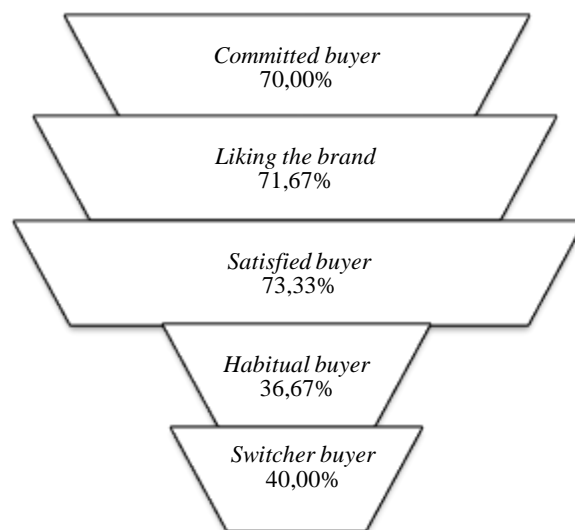 Committed buyer
70,00%
Liking the brand
71,67%
Satisfied buyer
73,33%
Habitual buyer
36,67%
Switcher buyer
40,00%